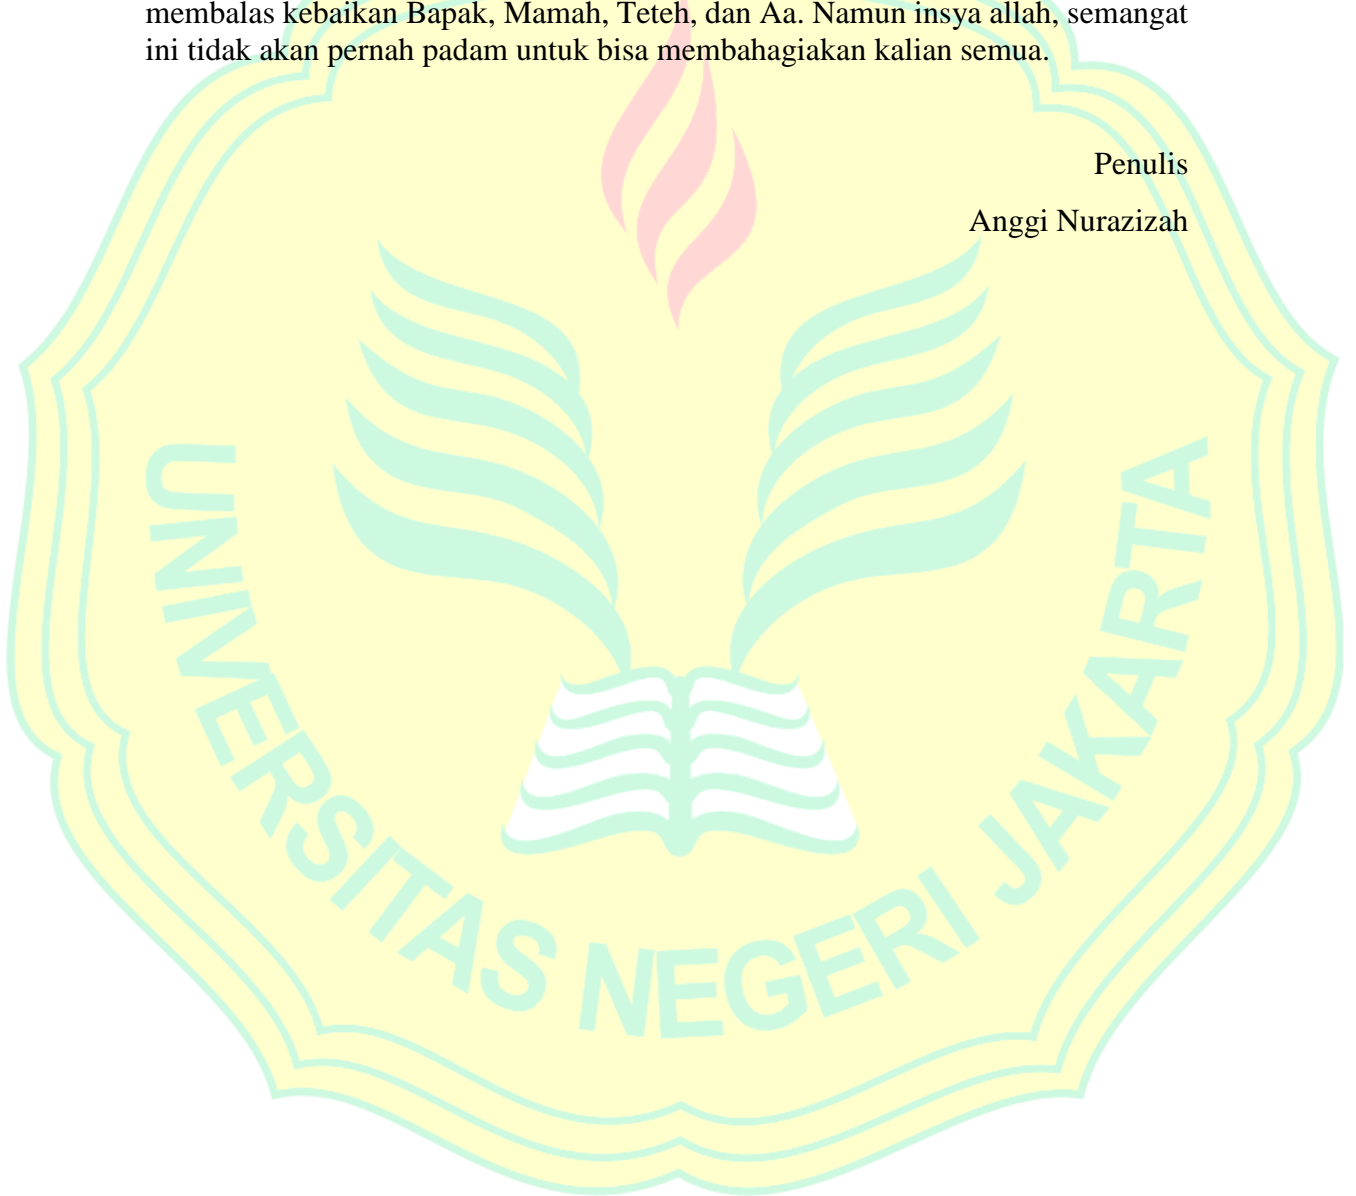 membalas kebaikan Bapak, Mamah, Teteh, dan Aa. Namun insya allah, semangat
ini tidak akan pernah padam untuk bisa membahagiakan kalian semua.
Penulis
Anggi Nurazizah
UNIVERSITAS NEGERI JAKARTA